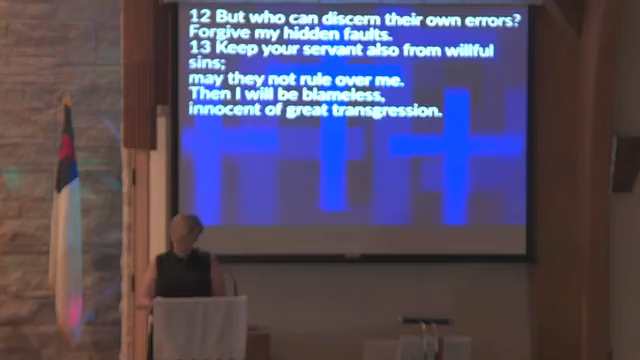 12 But who can discern their own errors?
Forgive my hidden faults.
13 Keep your servant also from willful
sins;
may they not rule over me.
Then I will be blameless,
innocent of great transgression.